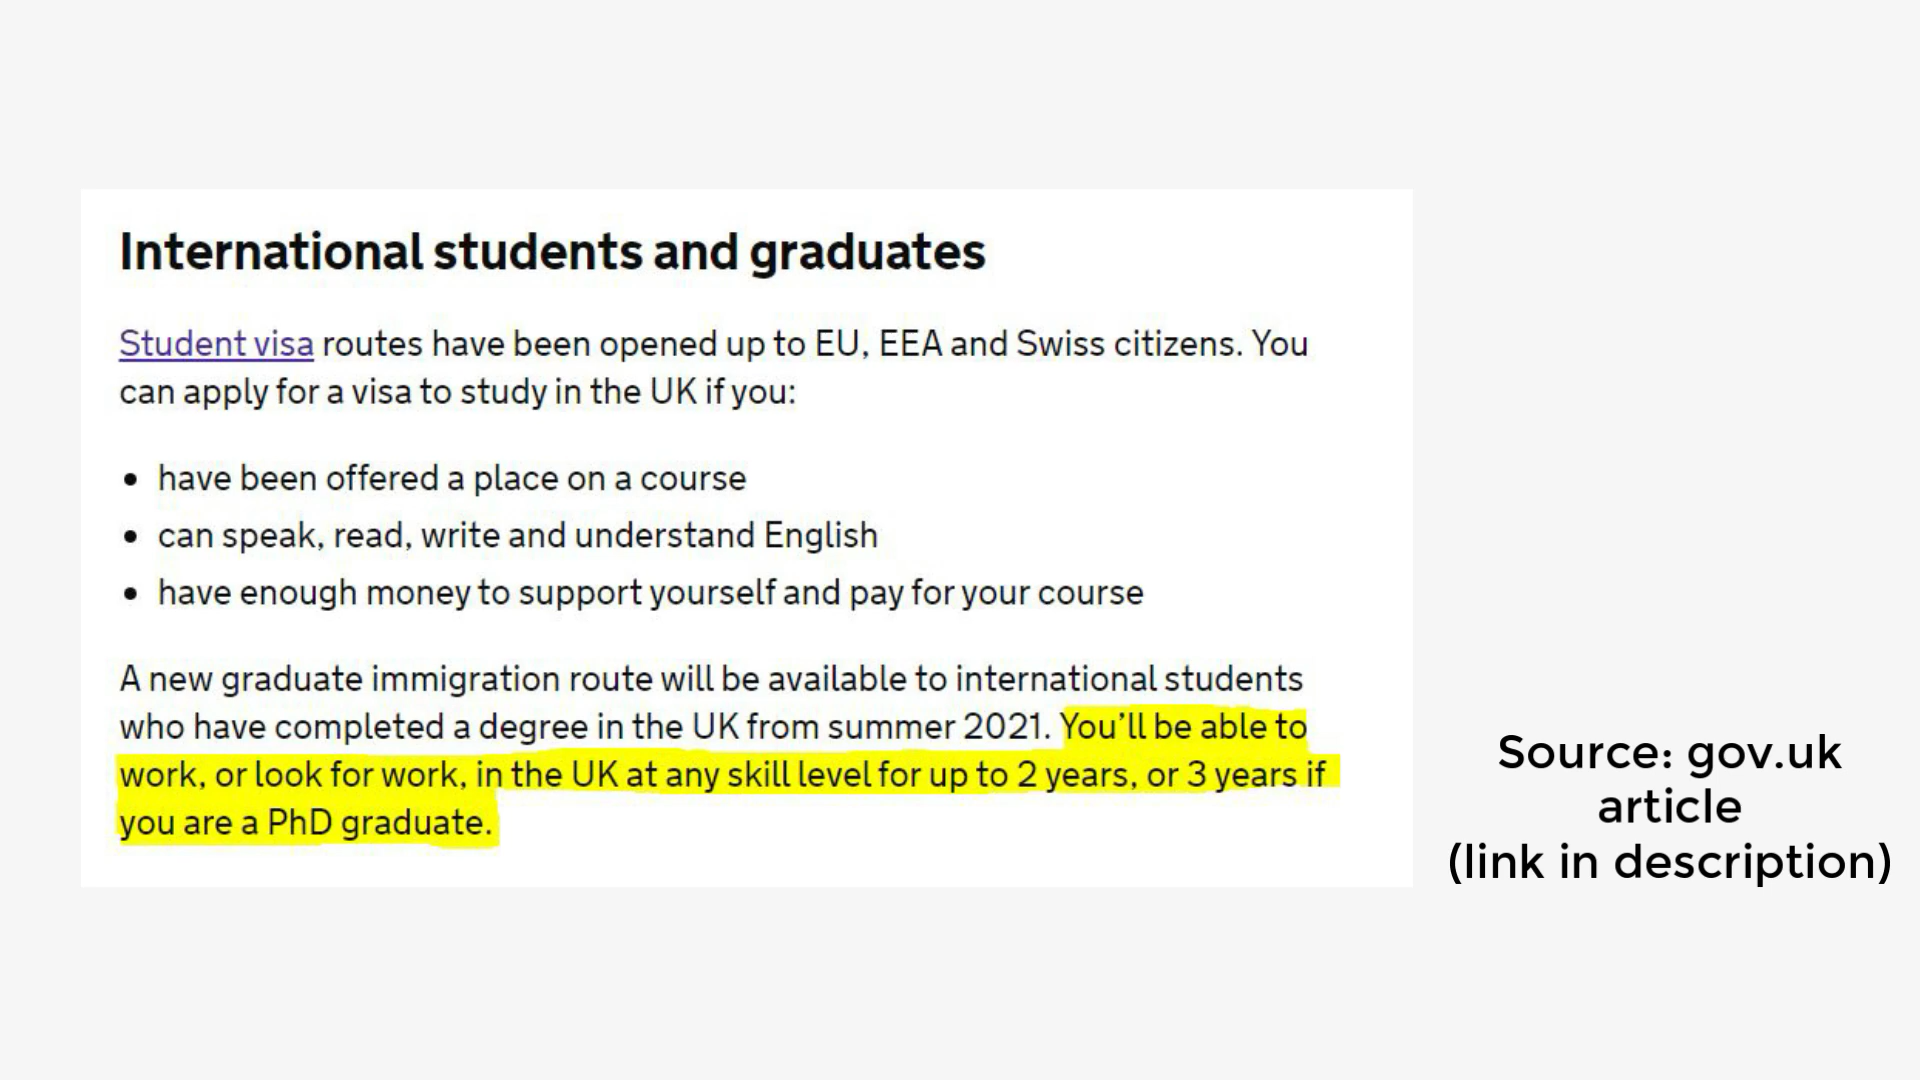 International students and graduates
Student visa routes have been opened up to EU, EEA and Swiss citizens. You
can apply for a visa to study in the UK if you:
• have been offered a place on a course
• can speak, read, write and understand English
• have enough money to support yourself and pay for your course
A new graduate immigration route will be available to international students
who have completed a degree in the UK from summer 2021. You’ll be able to
work, or look for work, in the UK at any skill level for up to 2 years, or 3 years if
you are a PhD graduate.
Source: gov.uk
article
(link in description)